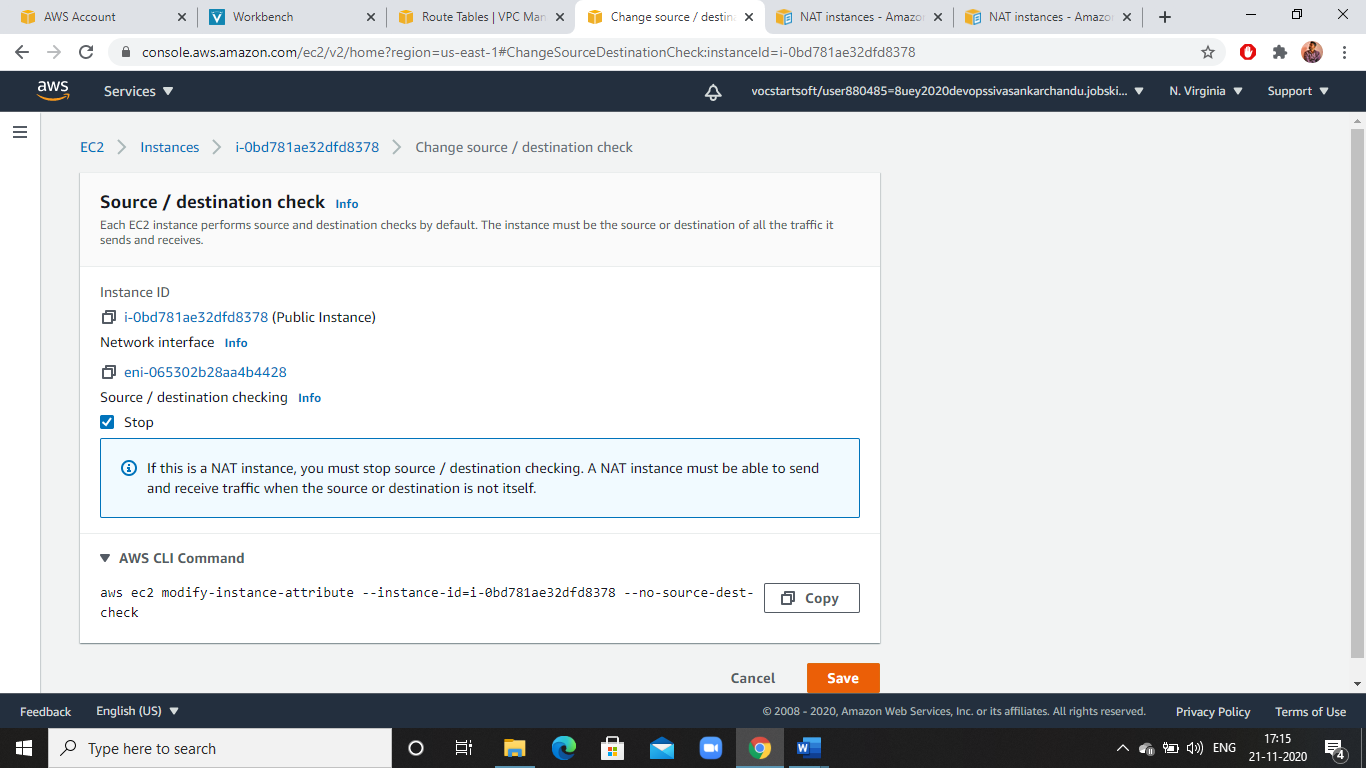 AWS Account
Workbench
Route Tables | VPC Man
Change source / destina
NAT instances - Amazo
NAT instances - Amazo
console.aws.amazon.com/ec2/v2/home?region=us-east-1#ChangeSourceDestinationCheck:instanceId=i-0bd781ae32dfd8378
aws
Services
vocstartsoft/user880485=8uey2020devopssivasankarchandu.jobski...
N. Virginia
Support
EC2 > Instances > i-0bd781ae32dfd8378 > Change source / destination check
Source / destination check Info
Each EC2 instance performs source and destination checks by default. The instance must be the source or destination of all the traffic it
sends and receives.
Instance ID
i-0bd781ae32dfd8378 (Public Instance)
Network interface Info
eni-065302b28aa4b4428
Source / destination checking Info
Stop
If this is a NAT instance, you must stop source / destination checking. A NAT instance must be able to send
and receive traffic when the source or destination is not itself.
AWS CLI Command
aws ec2 modify-instance-attribute --instance-id=i-0bd781ae32dfd8378 --no-source-dest-
check
Copy
Cancel
Save
Feedback
English (US)
© 2008 - 2020, Amazon Web Services, Inc. or its affiliates. All rights reserved.
Privacy Policy
Terms of Use
Type here to search
ENG
17:15
21-11-2020
4